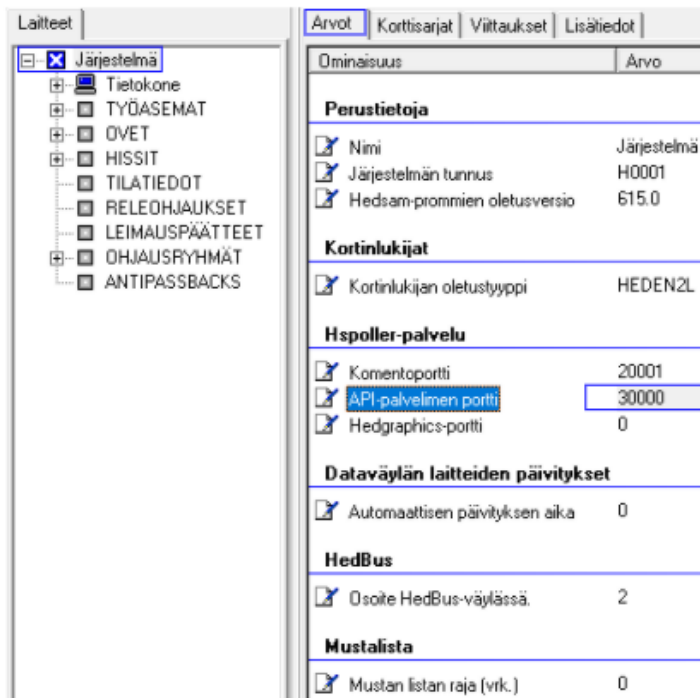 Laitteet
Järjestelmä
Tietokone
TYÖASEMAT
OVET
HISSIT
TILATIEDOT
RELEOHJAUKSET
LEIMAUSPÄÄTTEET
OHJAUSRYHMÄT
ANTIPASSBACKS
Arvot Korttisarjat Viittaukset Lisätiedot
Ominaisuus Arvo
Perustietoja
Nimi Järjestelmä
Järjestelmän tunnus H0001
Hedsam-prommien oletusversio 615.0
Kortinlukijat
Kortinlukijan oletustyyppi HEDEN2L
Hspoller-palvelu
Komentoportti 20001
API-palvelimen portti 30000
Hedgraphics-portti 0
Dataväylän laitteiden päivitykset
Automaattisen päivityksen aika 0
HedBus
Osoite HedBus-väylässä. 2
Mustalista
Mustan listan raja (vrk.) 0